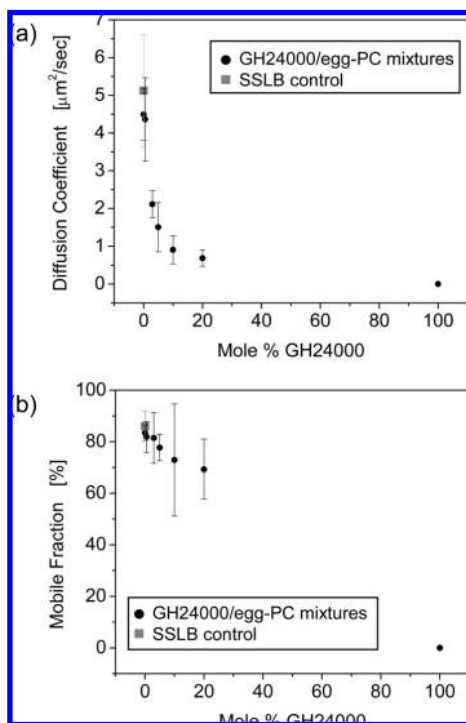 (a)
7
6
5
4
3
2
1
0
Diffusion Coefficient [μm²/sec]
● GH24000/egg-PC mixtures
■ SSLB control
0 20 40 60 80 100
Mole % GH24000
(b)
100
80
60
40
20
0
Mobile Fraction [%]
● GH24000/egg-PC mixtures
■ SSLB control
0 20 40 60 80 100
Mole % GH24000